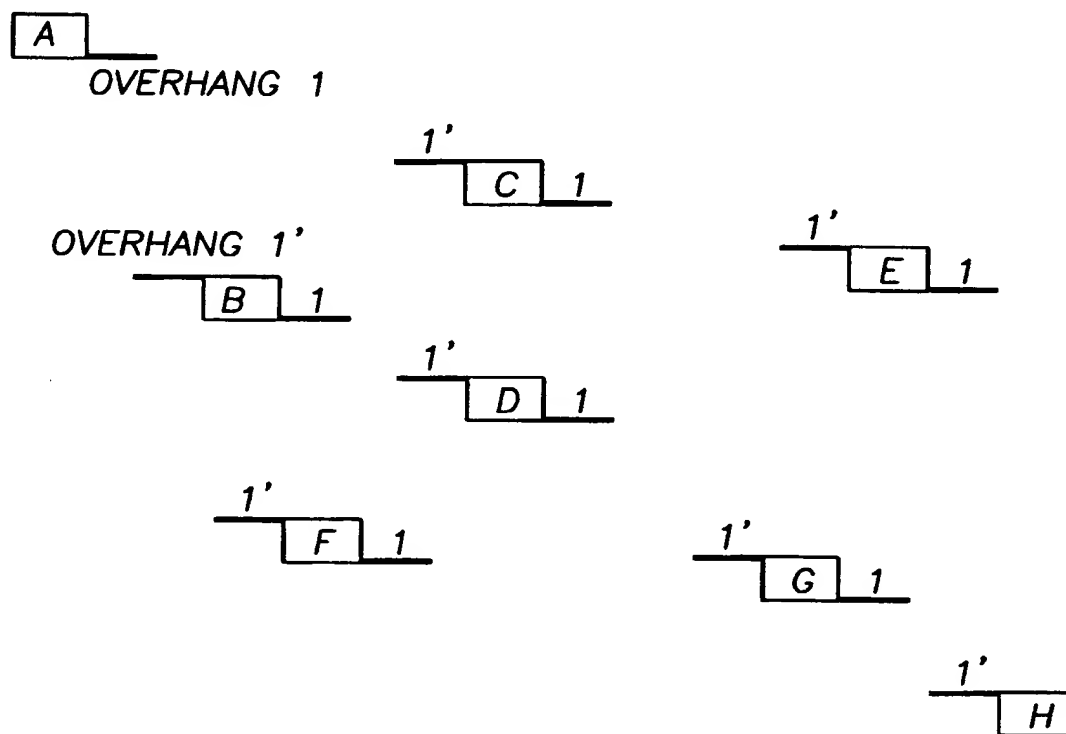 A
OVERHANG 1
1'
C 1
OVERHANG 1'
1'
E 1
B 1
1'
D 1
1'
F 1
1'
G 1
1'
H